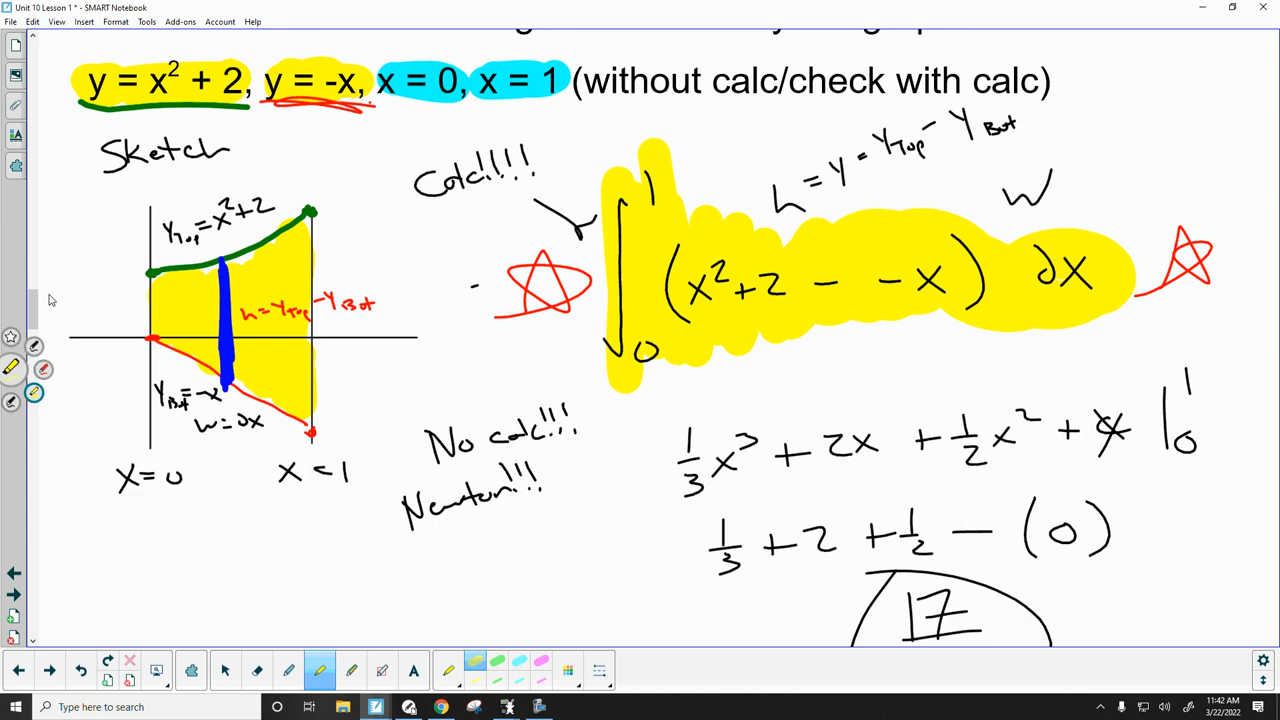 Unit 10 Lesson 1 * - SMART Notebook
File Edit View Insert Format Tools Add-ons Account Help
y = x² + 2, y = -x, x = 0, x = 1 (without calc/check with calc)
Sketch
Calc!!!!
h = y = yTop - yBot
w
yTop = x²+2
∫₀¹ (x²+2 - -x) dx
h = yTop - yBot
yBot = -x
w = dx
x=0
x=1
No calc!!!
Newton!!!
1/3 x³ + 2x + 1/2 x² + c |₀¹
1/3 + 2 + 1/2 - (0)
17
A
Type here to search
11:42 AM
3/22/2022